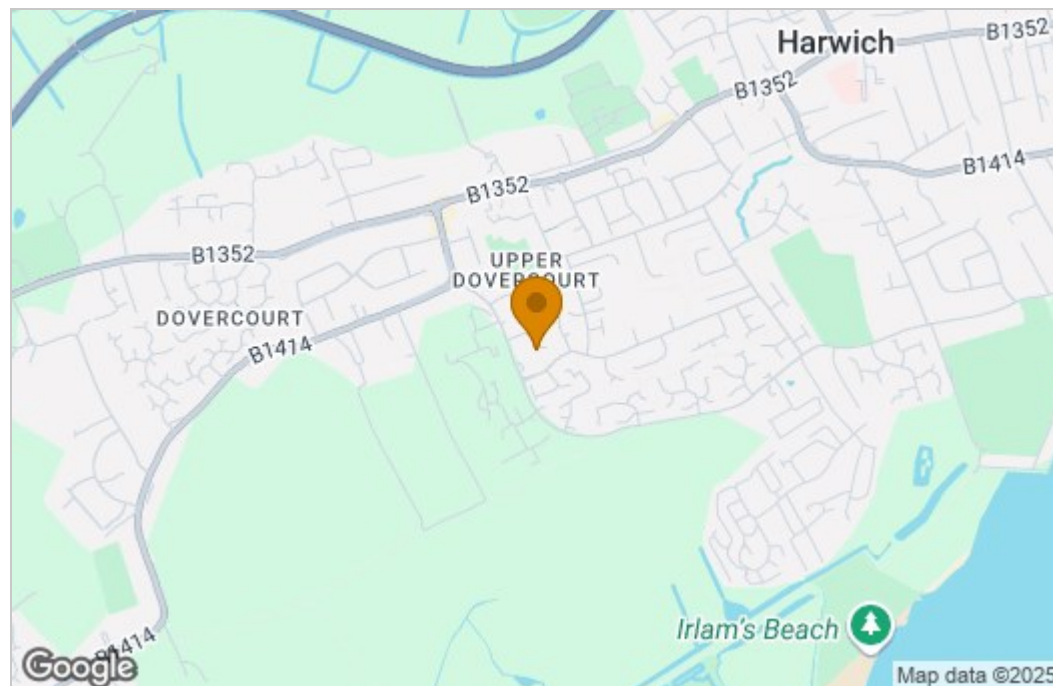 Harwich
B1352
B1352
B1414
B1352
B1352
UPPER
DOVERCOURT
DOVERCOURT
B1414
B1414
Irlam's Beach
Google
Map data ©2025